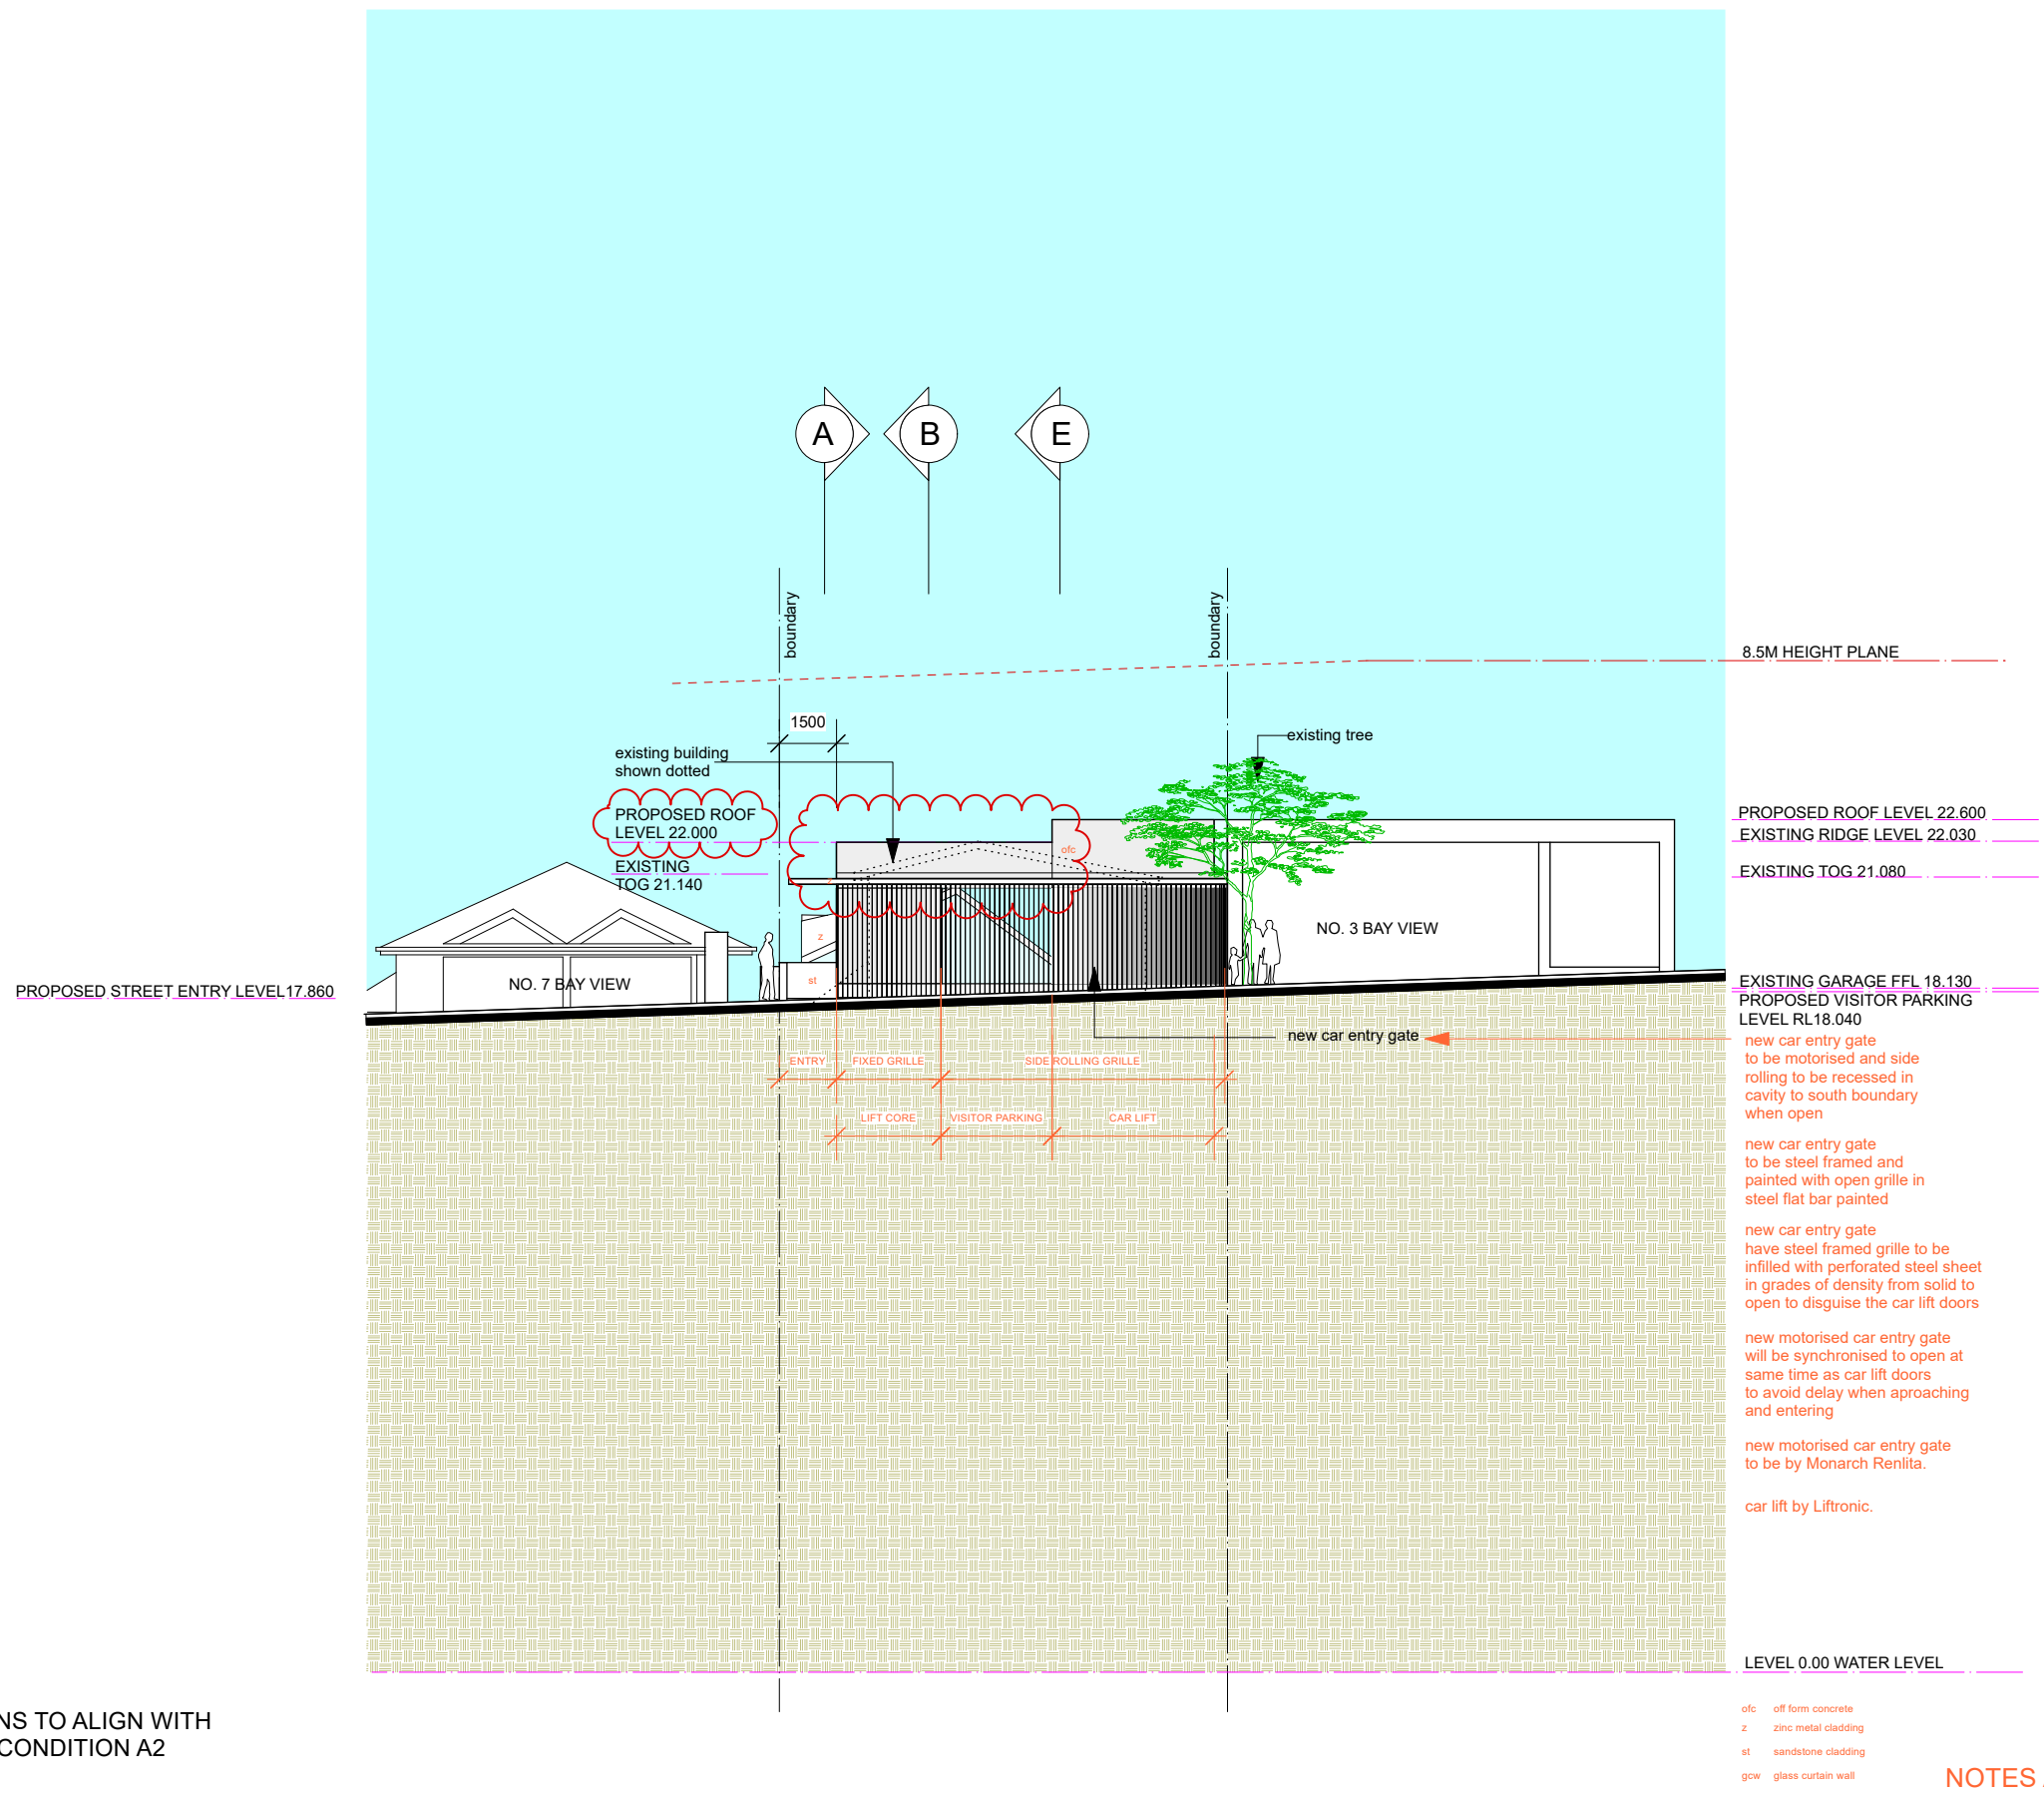 A
B
E
boundary
boundary
8.5M HEIGHT PLANE
1500
existing building
shown dotted
existing tree
PROPOSED ROOF
LEVEL 22.000
EXISTING
TOG 21.140
ofc
PROPOSED ROOF LEVEL 22.600
EXISTING RIDGE LEVEL 22.030
EXISTING TOG 21.080
z
z
st
NO. 7 BAY VIEW
NO. 3 BAY VIEW
PROPOSED STREET ENTRY LEVEL17.860
EXISTING GARAGE FFL 18.130
PROPOSED VISITOR PARKING
LEVEL RL18.040
new car entry gate
ENTRY
FIXED GRILLE
SIDE ROLLING GRILLE
LIFT CORE
VISITOR PARKING
CAR LIFT
new car entry gate
to be motorised and side
rolling to be recessed in
cavity to south boundary
when open
new car entry gate
to be steel framed and
painted with open grille in
steel flat bar painted
new car entry gate
have steel framed grille to be
infilled with perforated steel sheet
in grades of density from solid to
open to disguise the car lift doors
new motorised car entry gate
will be synchronised to open at
same time as car lift doors
to avoid delay when aproaching
and entering
new motorised car entry gate
to be by Monarch Renlita.
car lift by Liftronic.
LEVEL 0.00 WATER LEVEL
NS TO ALIGN WITH
CONDITION A2
ofc off form concrete
z zinc metal cladding
st sandstone cladding
gcw glass curtain wall
NOTES